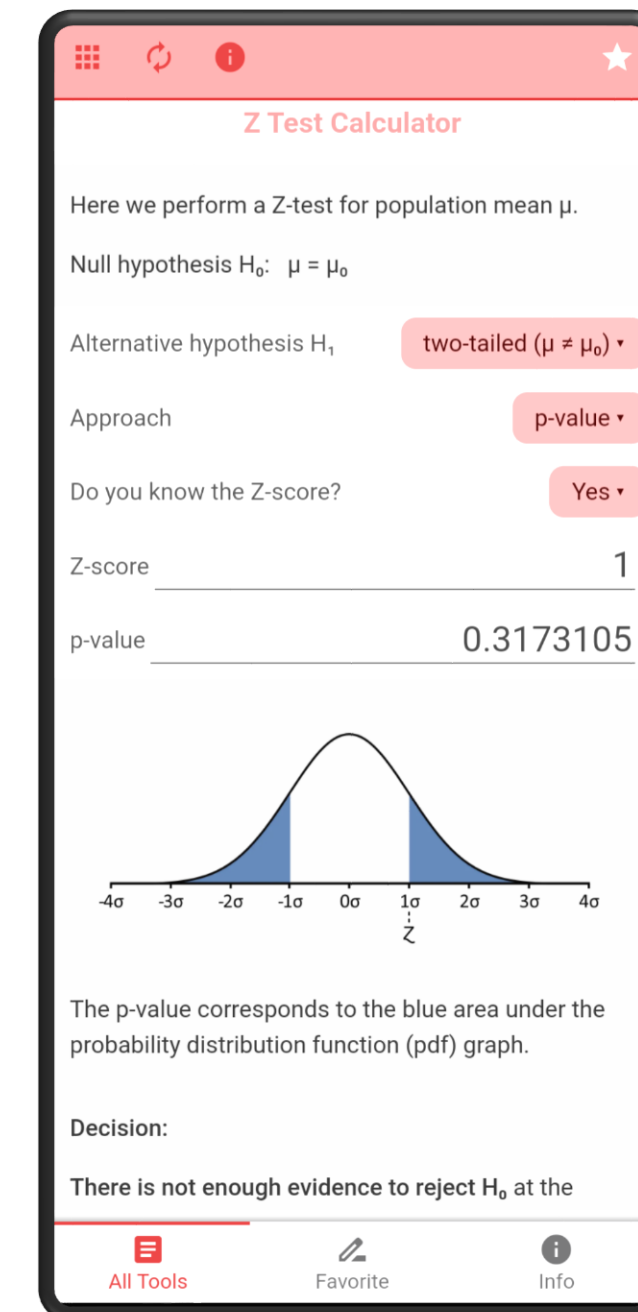 Z Test Calculator
Here we perform a Z-test for population mean μ.
Null hypothesis H₀: μ = μ₀
Alternative hypothesis H₁ two-tailed (μ ≠ μ₀) ▾
Approach p-value ▾
Do you know the Z-score? Yes ▾
Z-score 1
p-value 0.3173105
-4σ -3σ -2σ -1σ 0σ 1σ 2σ 3σ 4σ
Z
The p-value corresponds to the blue area under the
probability distribution function (pdf) graph.
Decision:
There is not enough evidence to reject H₀ at the
All Tools Favorite Info